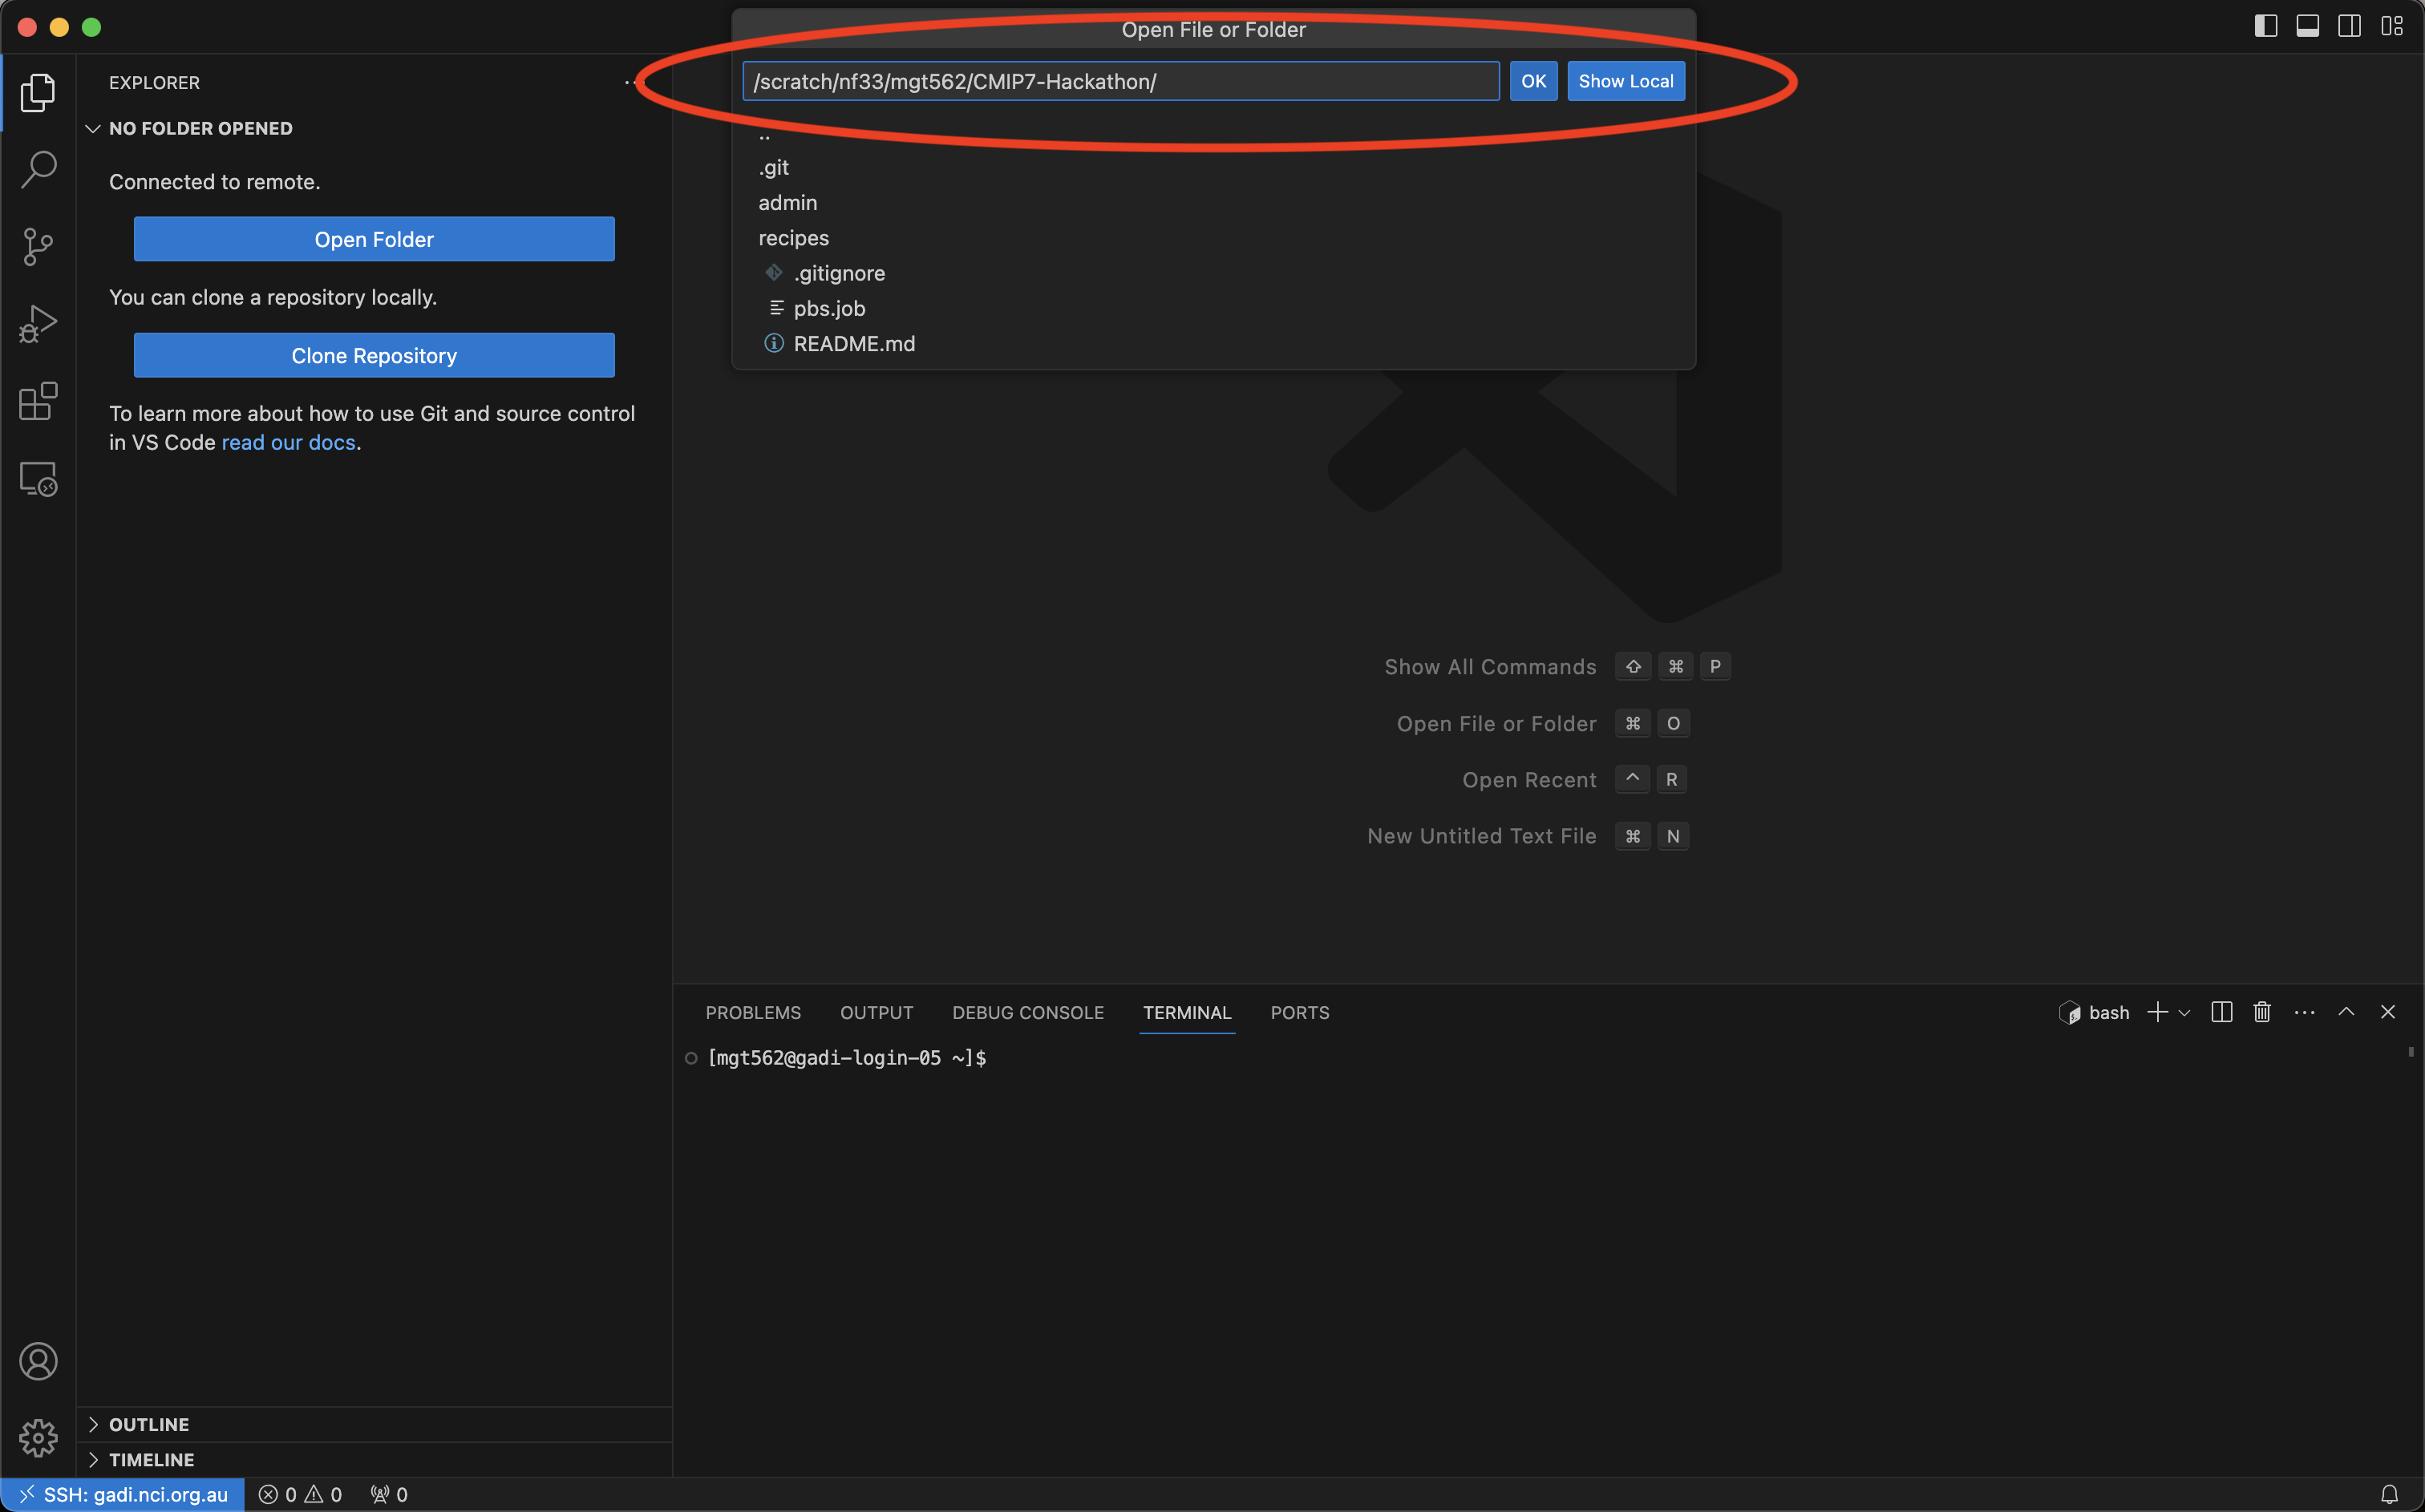 Open File or Folder
/scratch/nf33/mgt562/CMIP7-Hackathon/
OK
Show Local
..
.git
admin
recipes
.gitignore
pbs.job
README.md
EXPLORER
NO FOLDER OPENED
Connected to remote.
Open Folder
You can clone a repository locally.
Clone Repository
To learn more about how to use Git and source control
in VS Code read our docs.
Show All Commands ⇧ ⌘ P
Open File or Folder ⌘ O
Open Recent ^ R
New Untitled Text File ⌘ N
PROBLEMS OUTPUT DEBUG CONSOLE TERMINAL PORTS
bash
[mgt562@gadi-login-05 ~]$
OUTLINE
TIMELINE
SSH: gadi.nci.org.au 0 0 0